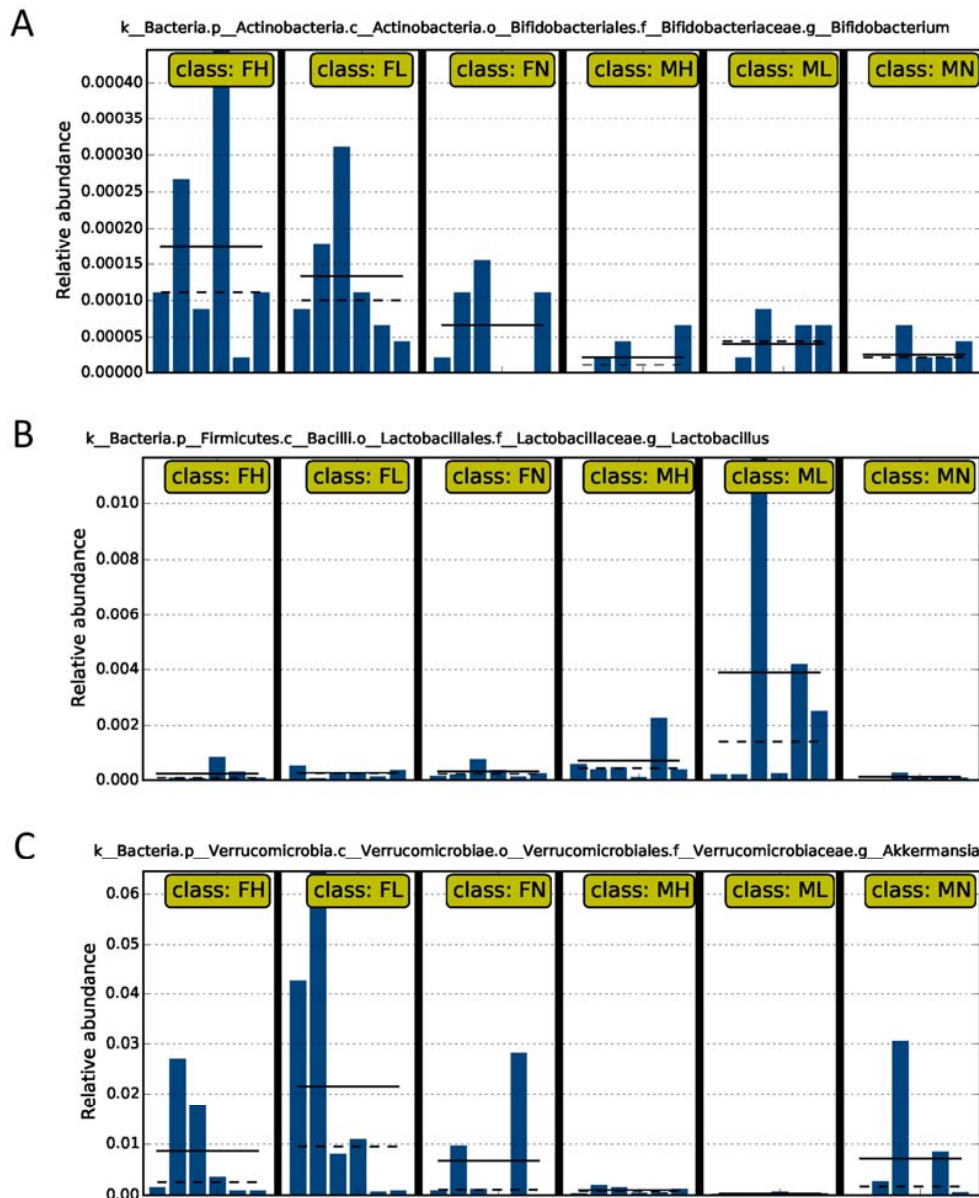 A
k__Bacteria.p__Actinobacteria.c__Actinobacteria.o__Bifidobacteriales.f__Bifidobacteriaceae.g__Bifidobacterium
class: FH class: FL class: FN class: MH class: ML class: MN
Relative abundance
0.00040
0.00035
0.00030
0.00025
0.00020
0.00015
0.00010
0.00005
0.00000
B
k__Bacteria.p__Firmicutes.c__Bacilli.o__Lactobacillales.f__Lactobacillaceae.g__Lactobacillus
class: FH class: FL class: FN class: MH class: ML class: MN
Relative abundance
0.010
0.008
0.006
0.004
0.002
0.000
C
k__Bacteria.p__Verrucomicrobia.c__Verrucomicrobiae.o__Verrucomicrobiales.f__Verrucomicrobiaceae.g__Akkermansia
class: FH class: FL class: FN class: MH class: ML class: MN
Relative abundance
0.06
0.05
0.04
0.03
0.02
0.01
0.00